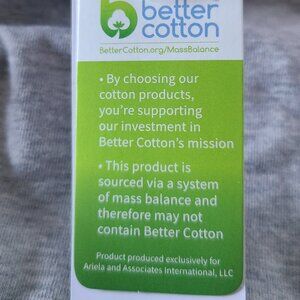 better
cotton
BetterCotton.org/MassBalance
• By choosing our
cotton products,
you're supporting
our investment in
Better Cotton's mission
• This product is
sourced via a system
of mass balance and
therefore may not
contain Better Cotton
Product produced exclusively for
Ariela and Associates International, LLC